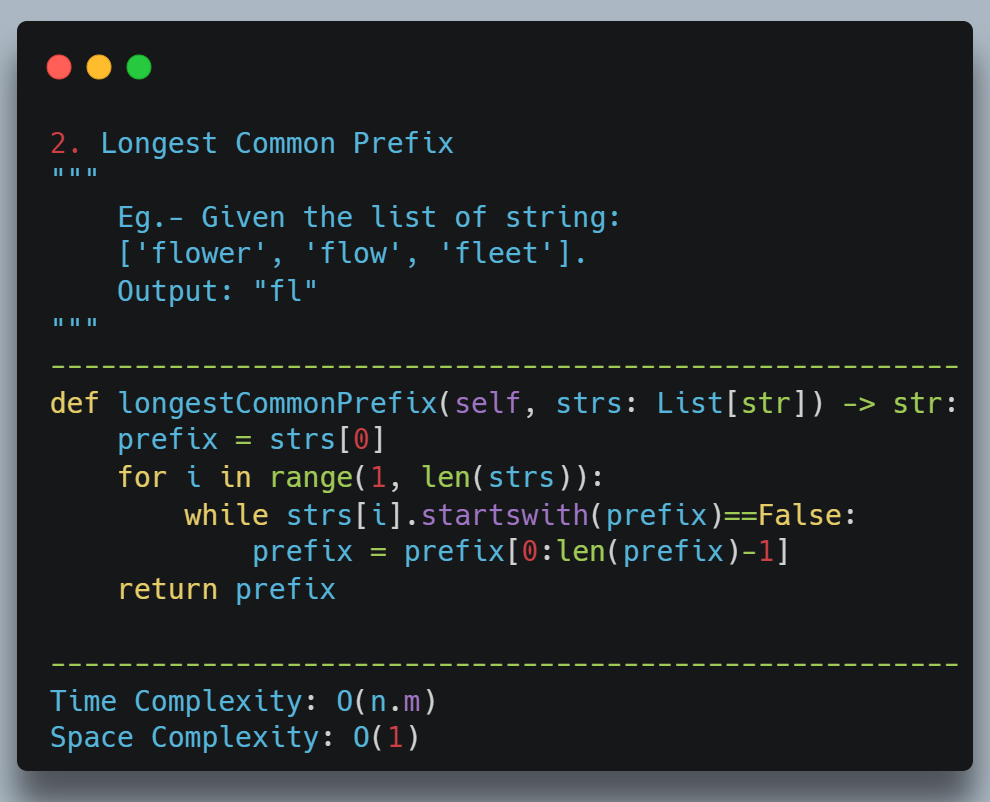 2. Longest Common Prefix
"""
    Eg.- Given the list of string:
    ['flower', 'flow', 'fleet'].
    Output: "fl"
"""
------------------------------------------------------
def longestCommonPrefix(self, strs: List[str]) -> str:
    prefix = strs[0]
    for i in range(1, len(strs)):
        while strs[i].startswith(prefix)==False:
            prefix = prefix[0:len(prefix)-1]
    return prefix
------------------------------------------------------
Time Complexity: O(n.m)
Space Complexity: O(1)